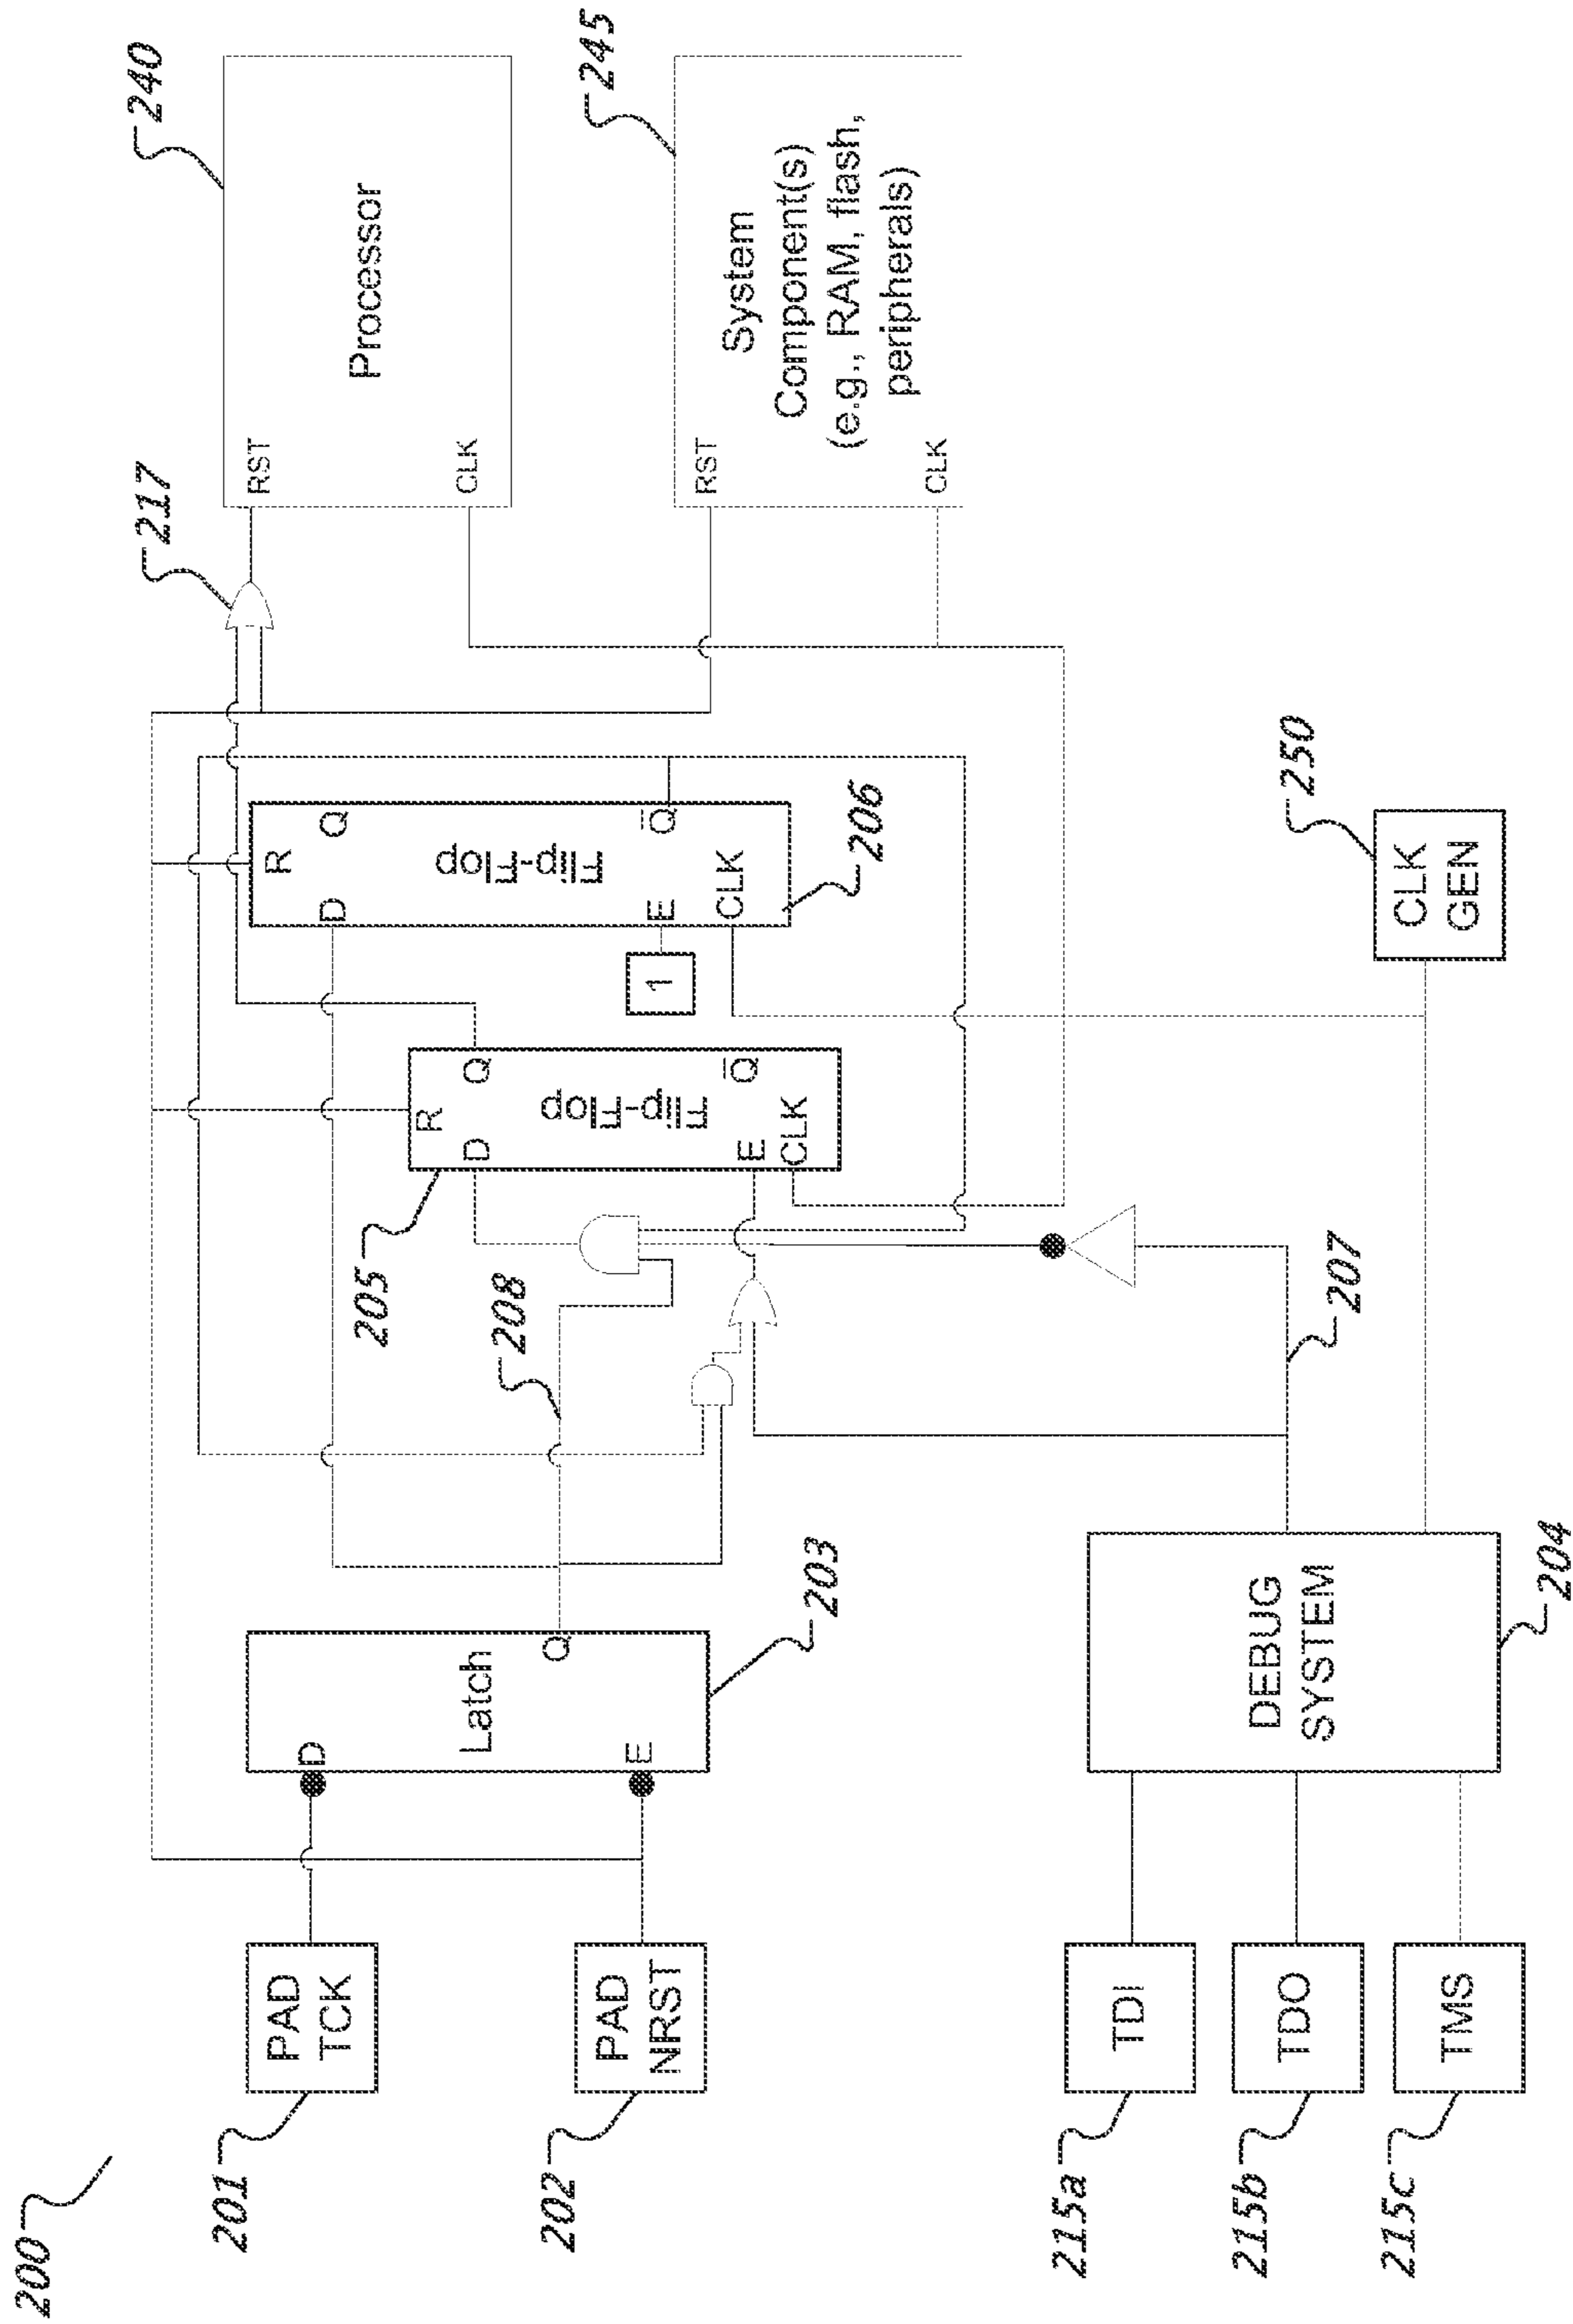 200
201
PAD
TCK
202
PAD
NRST
D
E
Latch
Q
203
208
205
R
D
Q
Flip-Flop
E
Q̅
CLK
1
R
D
Q
Flip-Flop
E
Q̅
CLK
206
217
240
RST
Processor
CLK
245
RST
System
Component(s)
(e.g., RAM, flash,
peripherals)
CLK
215a
TDI
215b
TDO
215c
TMS
DEBUG
SYSTEM
204
207
250
CLK
GEN